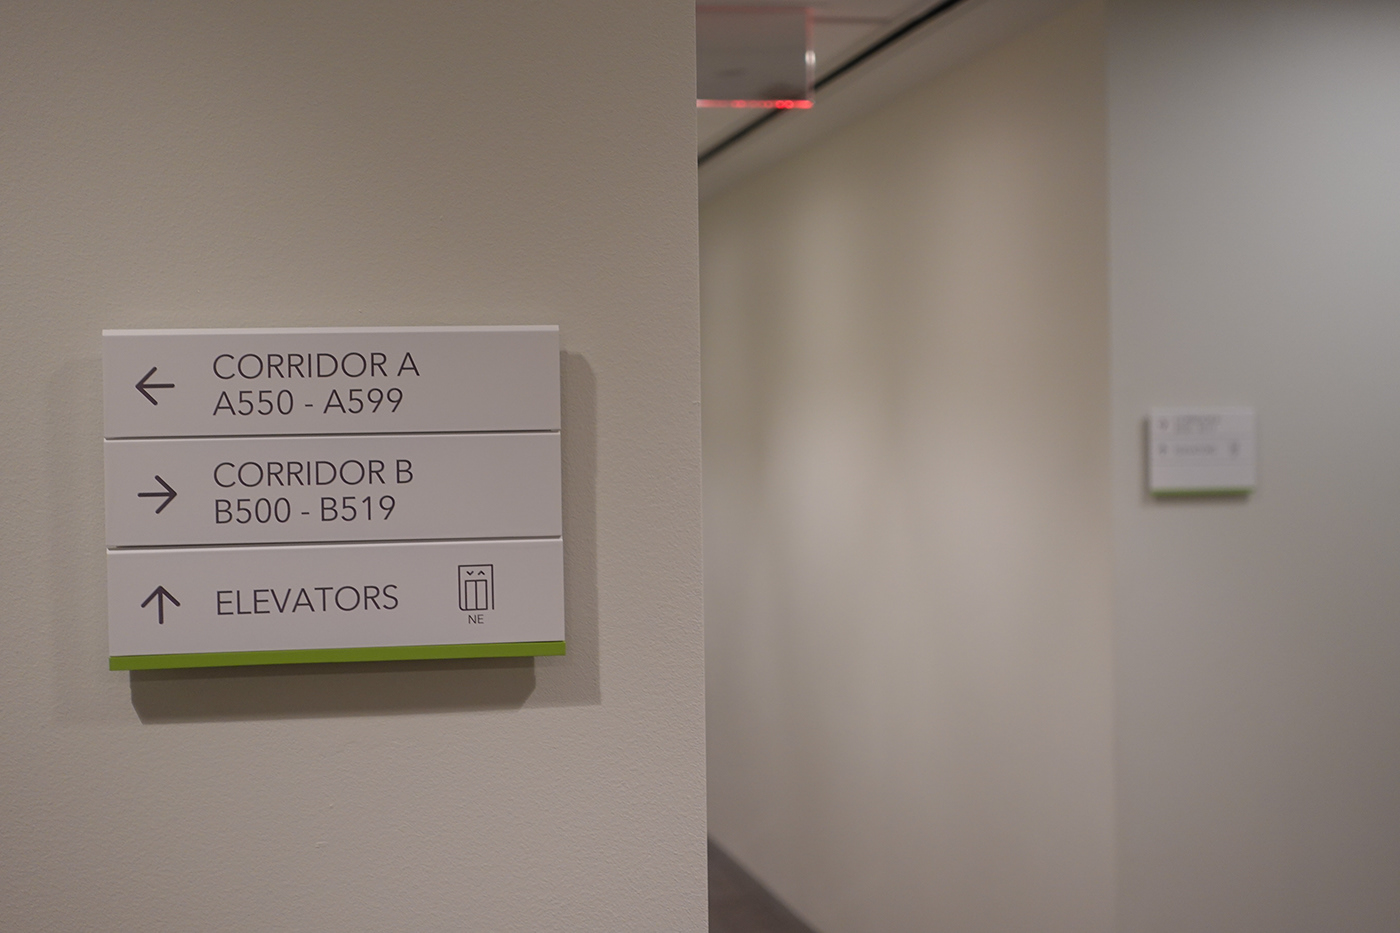 CORRIDOR A
A550 - A599
CORRIDOR B
B500 - B519
ELEVATORS
NE